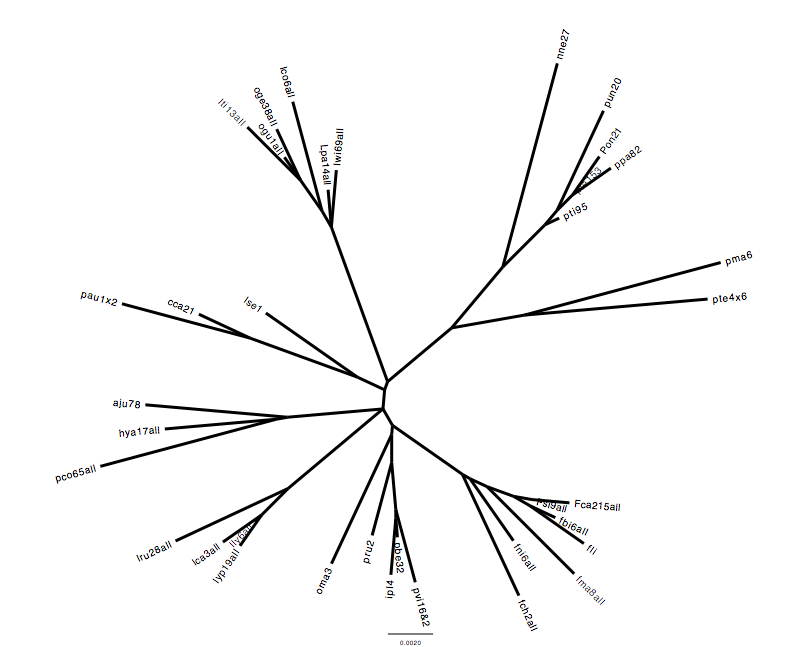 nne27
pun20
lco6all
oge38all
lti13all
ogu1all
Lpa14all
lwi69all
Pon21
ppa82
pti95
pma6
pte4x6
pau1x2
cca21
lse1
aju78
hya17all
pco65all
lru28all
lca3all
lyp19all
oma3
pru2
ipl4
pbe32
pvi16&2
fni6all
fch2all
fma8all
fli
fbi6all
Fca215all
0.0020